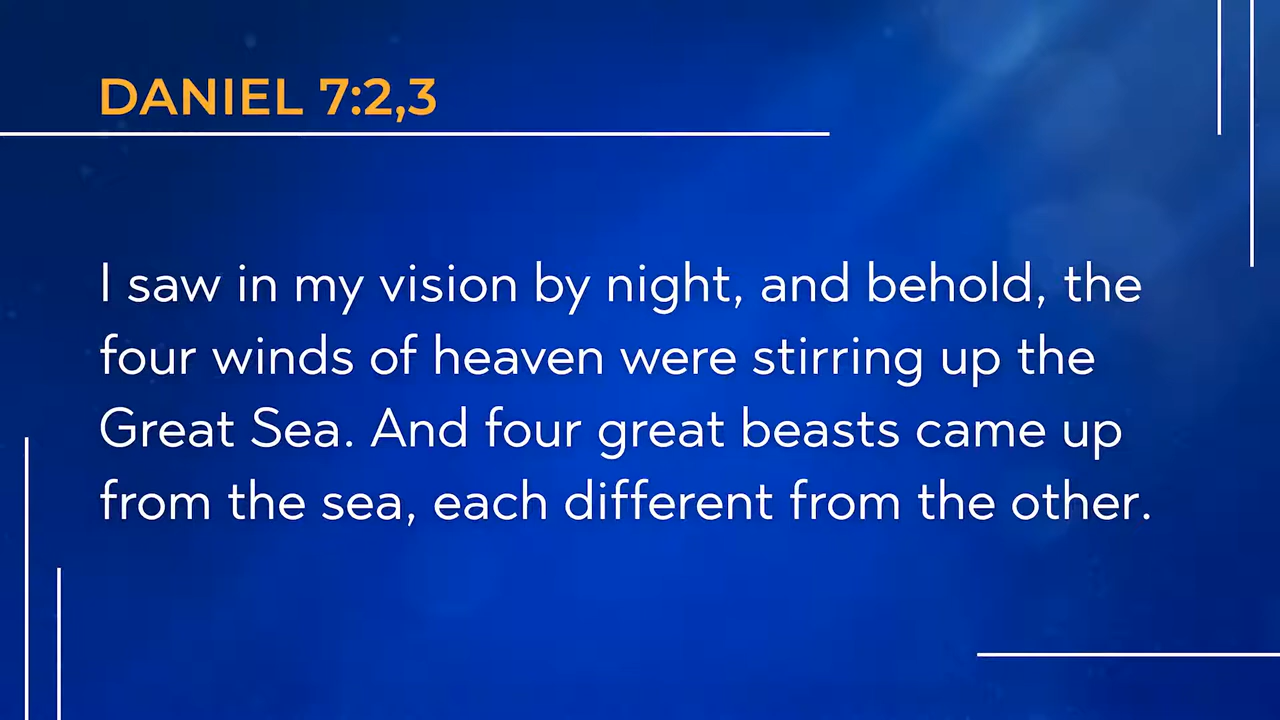 DANIEL 7:2,3
I saw in my vision by night, and behold, the
four winds of heaven were stirring up the
Great Sea. And four great beasts came up
from the sea, each different from the other.